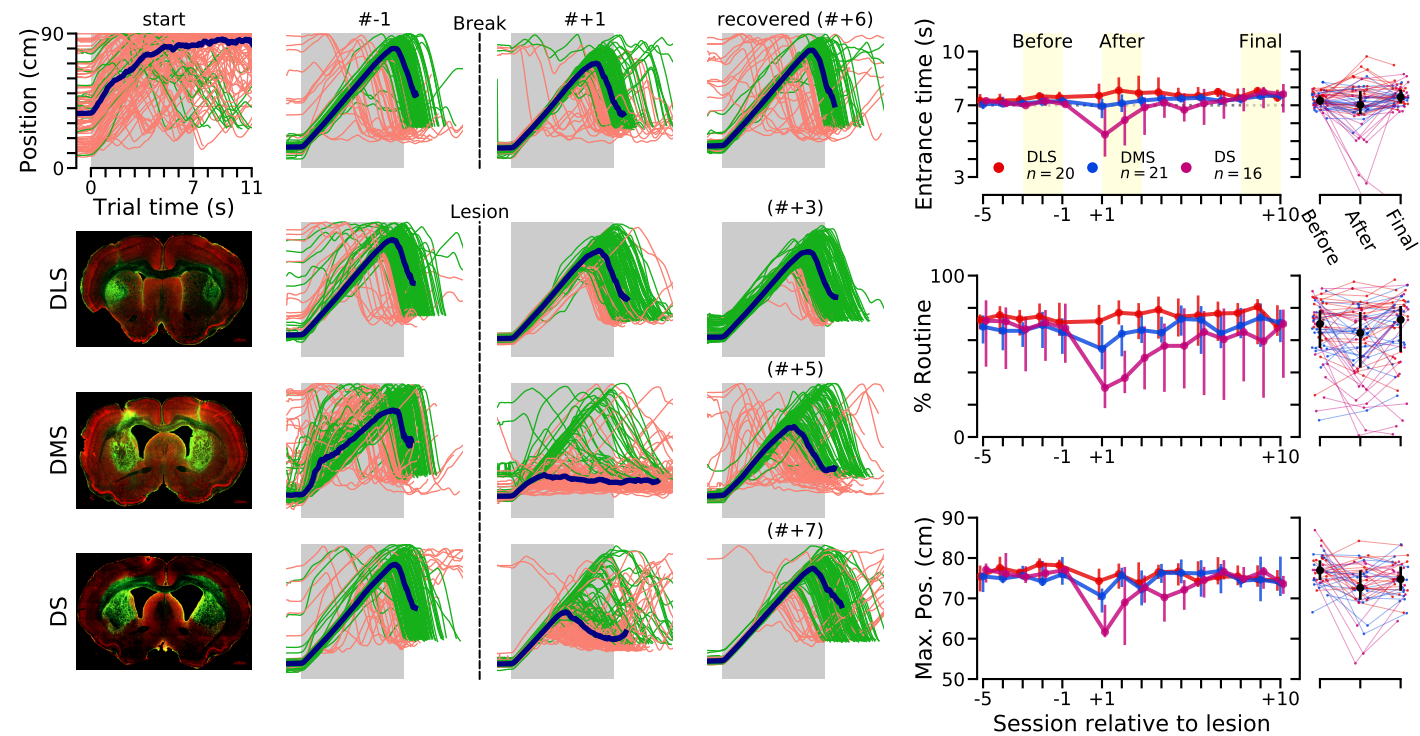 start
#-1
Break
#+1
recovered (#+6)
Position (cm)
90
0
0
7
11
Trial time (s)
Lesion
(#+3)
DLS
(#+5)
DMS
(#+7)
DS
Entrance time (s)
10
7
3
Before
After
Final
DLS
n = 20
DMS
n = 21
DS
n = 16
-5
-1
+1
+10
Before
After
Final
% Routine
100
0
-5
-1
+1
+10
Max. Pos. (cm)
90
80
70
60
50
-5
-1
+1
+10
Session relative to lesion